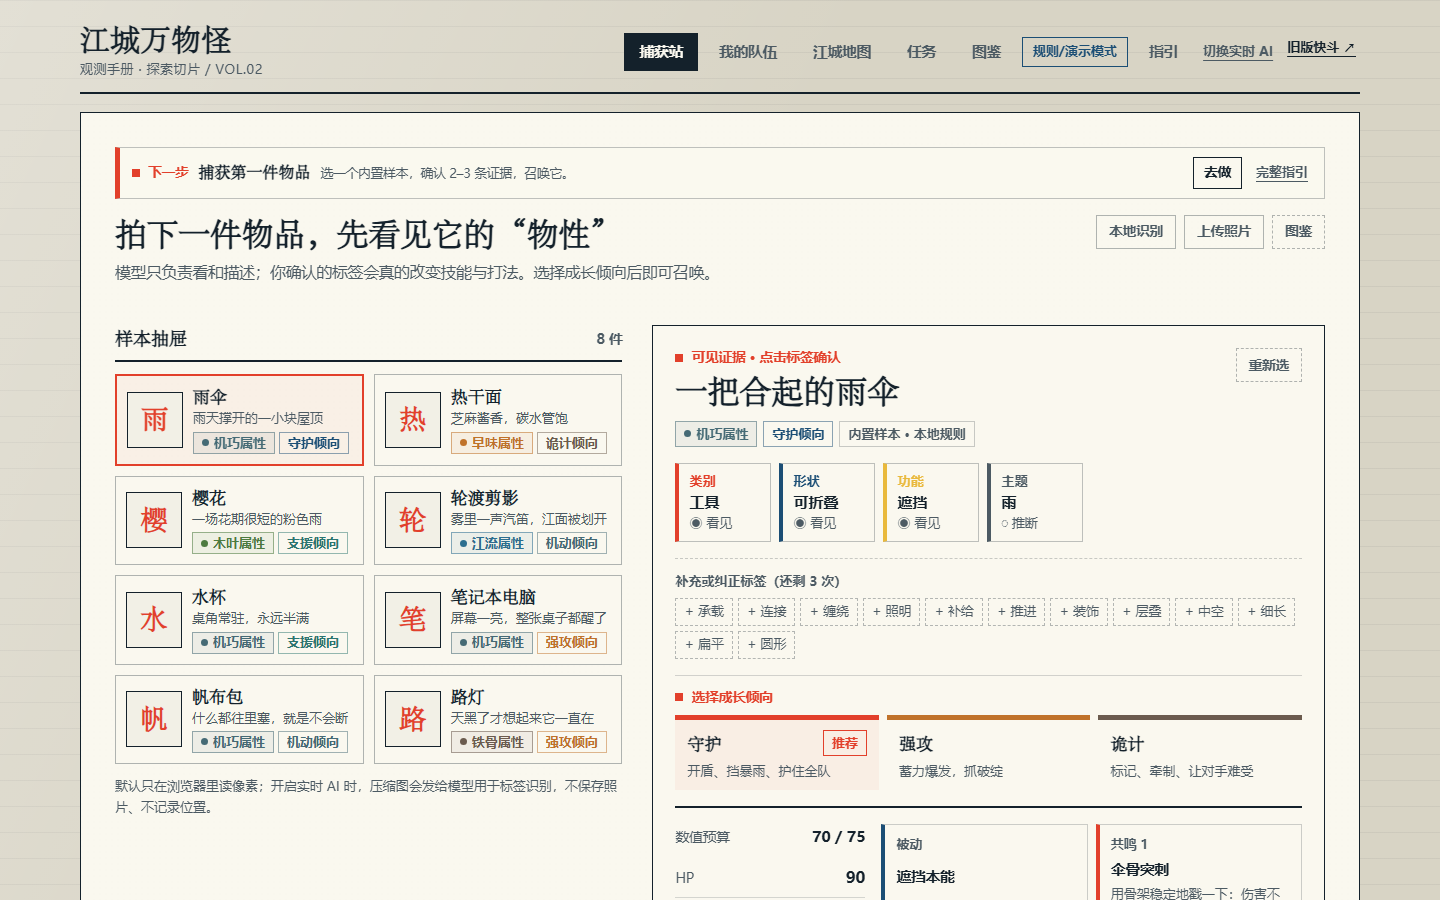 江城万物怪
观测手册 · 探索切片 / VOL.02
捕获站
我的队伍
江城地图
任务
图鉴
规则/演示模式
指引
切换实时 AI
旧版快斗 ↗
下一步 捕获第一件物品 选一个内置样本，确认 2–3 条证据，召唤它。
去做
完整指引
拍下一件物品，先看见它的“物性”
模型只负责看和描述；你确认的标签会真的改变技能与打法。选择成长倾向后即可召唤。
本地识别
上传照片
图鉴
样本抽屉
8 件
雨
雨伞
雨天撑开的一小块屋顶
机巧属性 守护倾向
热
热干面
芝麻酱香，碳水管饱
早味属性 诡计倾向
樱
樱花
一场花期很短的粉色雨
木叶属性 支援倾向
轮
轮渡剪影
雾里一声汽笛，江面被划开
江流属性 机动倾向
水
水杯
桌角常驻，永远半满
机巧属性 支援倾向
笔
笔记本电脑
屏幕一亮，整张桌子都醒了
机巧属性 强攻倾向
帆
帆布包
什么都往里塞，就是不会断
机巧属性 机动倾向
路
路灯
天黑了才想起来它一直在
铁骨属性 强攻倾向
默认只在浏览器里读像素；开启实时 AI 时，压缩图会发给模型用于标签识别，不保存照
片、不记录位置。
可见证据 • 点击标签确认
一把合起的雨伞
重新选
机巧属性 守护倾向 内置样本 • 本地规则
类别
工具
◉ 看见
形状
可折叠
◉ 看见
功能
遮挡
◉ 看见
主题
雨
○ 推断
补充或纠正标签（还剩 3 次）
+ 承载 + 连接 + 缠绕 + 照明 + 补给 + 推进 + 装饰 + 层叠 + 中空 + 细长
+ 扁平 + 圆形
选择成长倾向
守护
推荐
开盾、挡暴雨、护住全队
强攻
蓄力爆发，抓破绽
诡计
标记、牵制、让对手难受
数值预算 70 / 75
HP 90
被动
遮挡本能
共鸣 1
伞骨突刺
用骨架稳定地戳一下：伤害不